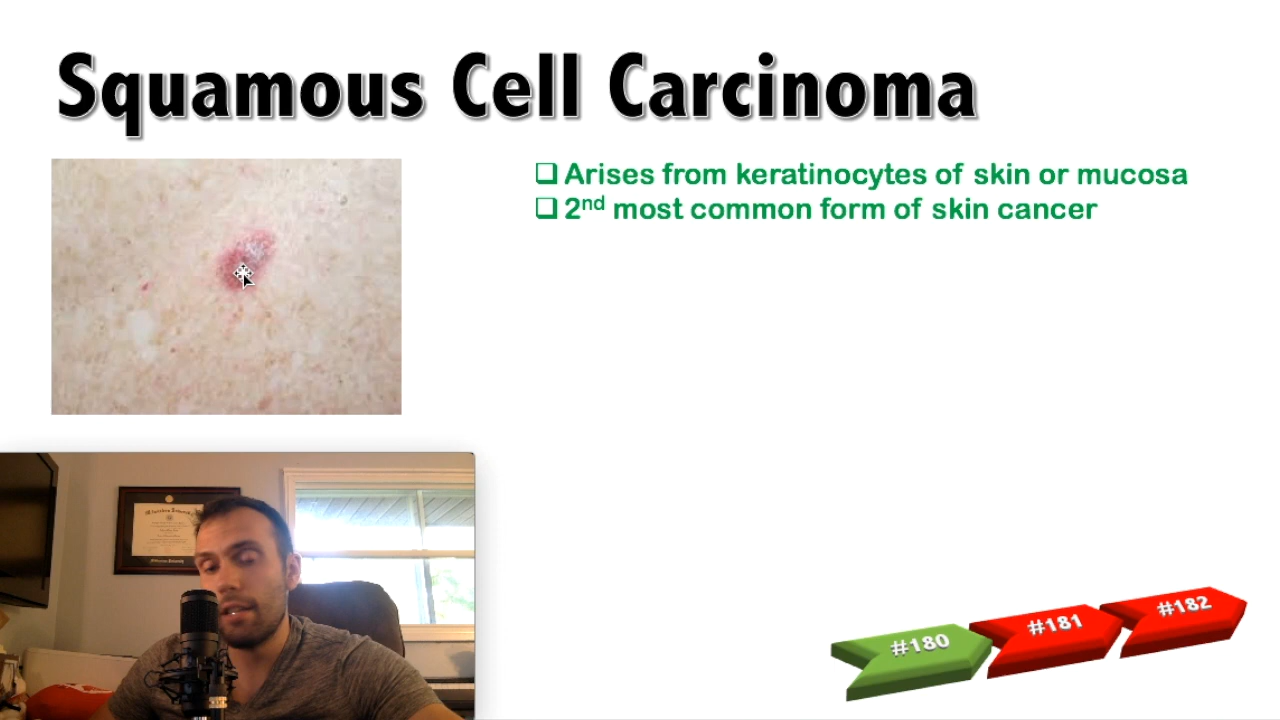 Squamous Cell Carcinoma
❑ Arises from keratinocytes of skin or mucosa
❑ 2nd most common form of skin cancer
#180
#181
#182